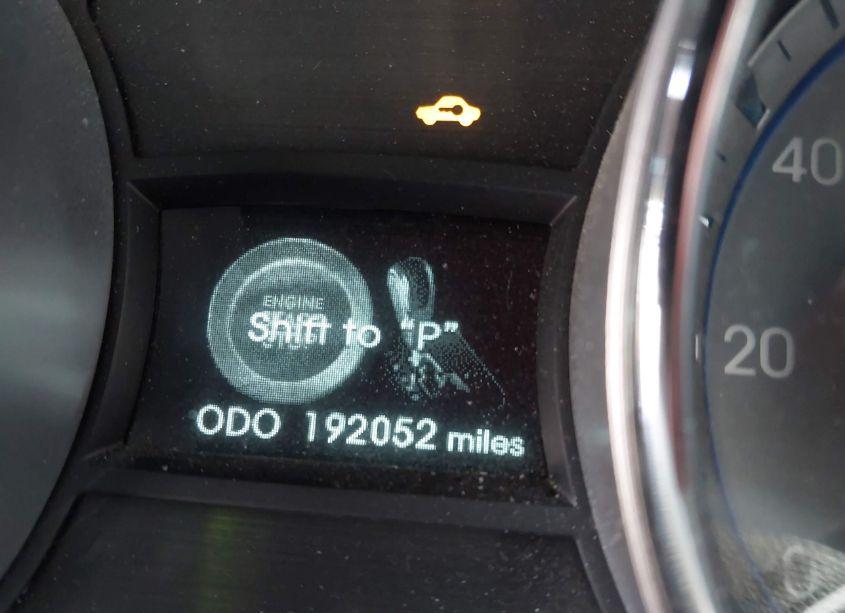 40
ENGINE
Shift to “P”
20
ODO 192052 miles